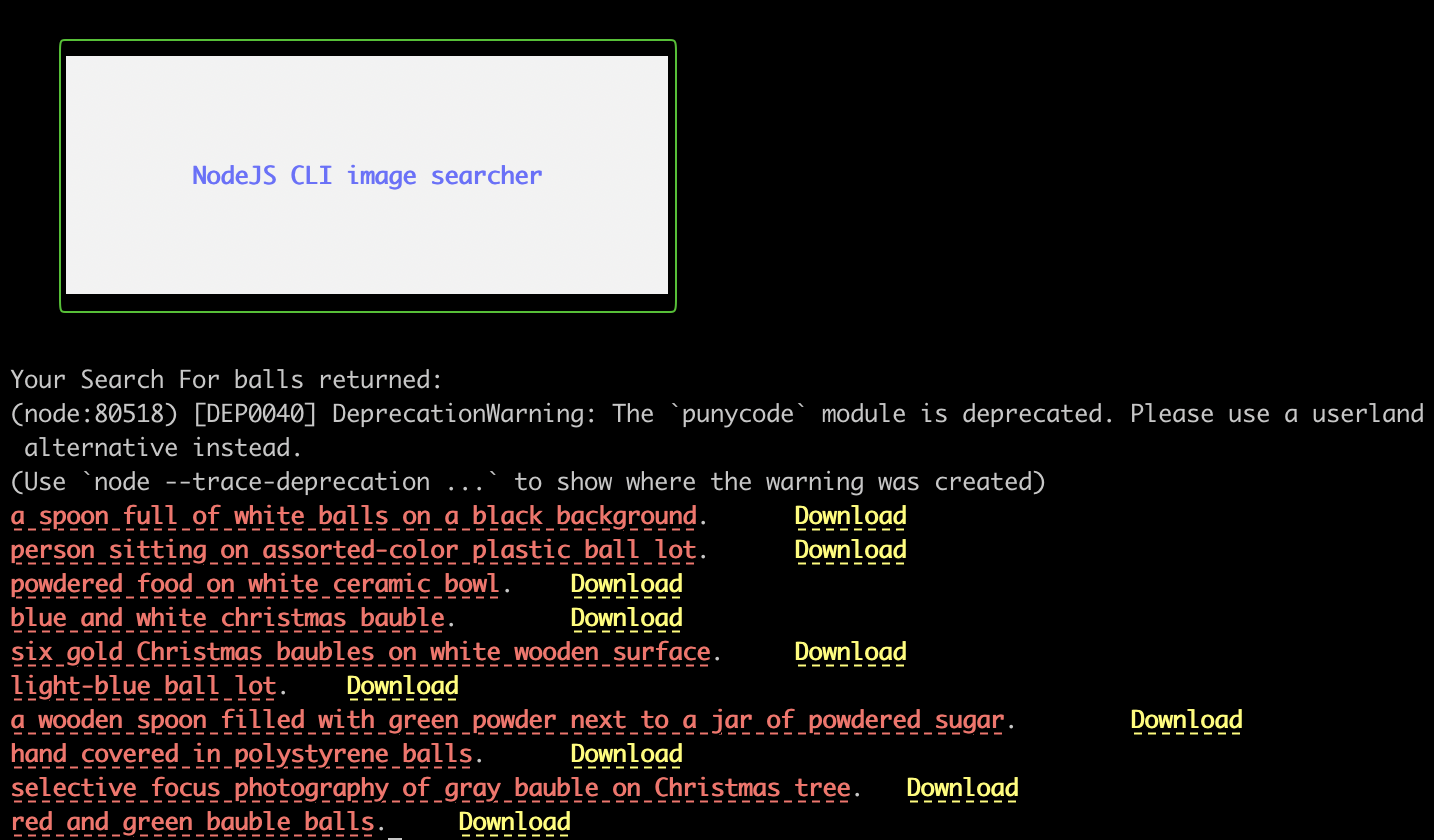 NodeJS CLI image searcher
Your Search For balls returned:
(node:80518) [DEP0040] DeprecationWarning: The `punycode` module is deprecated. Please use a userland
alternative instead.
(Use `node --trace-deprecation ...` to show where the warning was created)
a spoon full of white balls on a black background. Download
person sitting on assorted-color plastic ball lot. Download
powdered food on white ceramic bowl. Download
blue and white christmas bauble. Download
six gold Christmas baubles on white wooden surface. Download
light-blue ball lot. Download
a wooden spoon filled with green powder next to a jar of powdered sugar. Download
hand covered in polystyrene balls. Download
selective focus photography of gray bauble on Christmas tree. Download
red and green bauble balls. Download